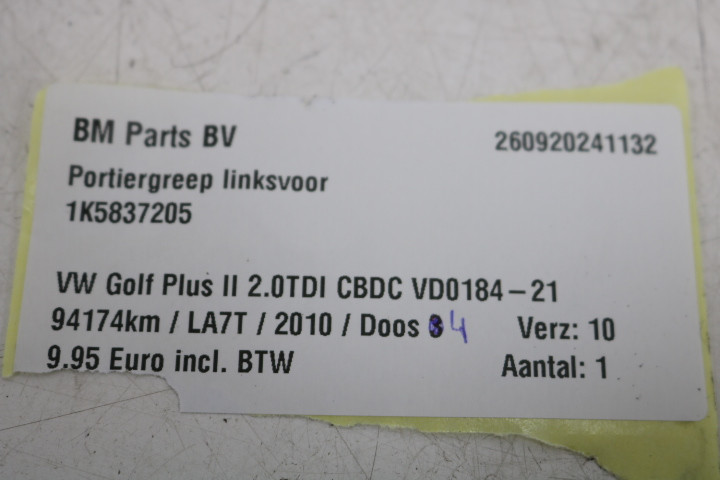 BM Parts BV 260920241132
Portiergreep linksvoor
1K5837205
VW Golf Plus II 2.0TDI CBDC VD0184-21
94174km / LA7T / 2010 / Doos 4 Verz: 10
9.95 Euro incl. BTW Aantal: 1